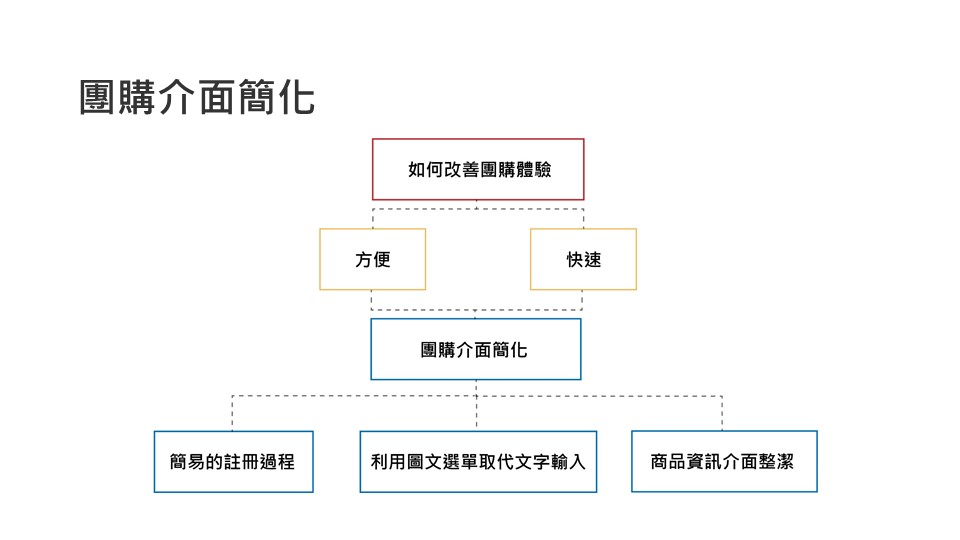 團購介面簡化
如何改善團購體驗
方便
快速
團購介面簡化
簡易的註冊過程
利用圖文選單取代文字輸入
商品資訊介面整潔